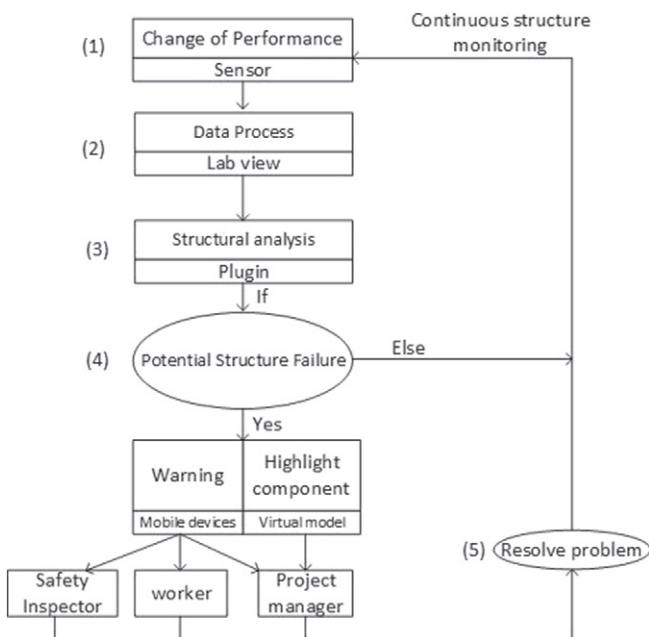 Continuous structure
monitoring
(1)
Change of Performance
Sensor
(2)
Data Process
Lab view
(3)
Structural analysis
Plugin
If
(4)
Potential Structure Failure
Else
Yes
Warning
Highlight
component
Mobile devices
Virtual model
(5)
Resolve problem
Safety
Inspector
worker
Project
manager